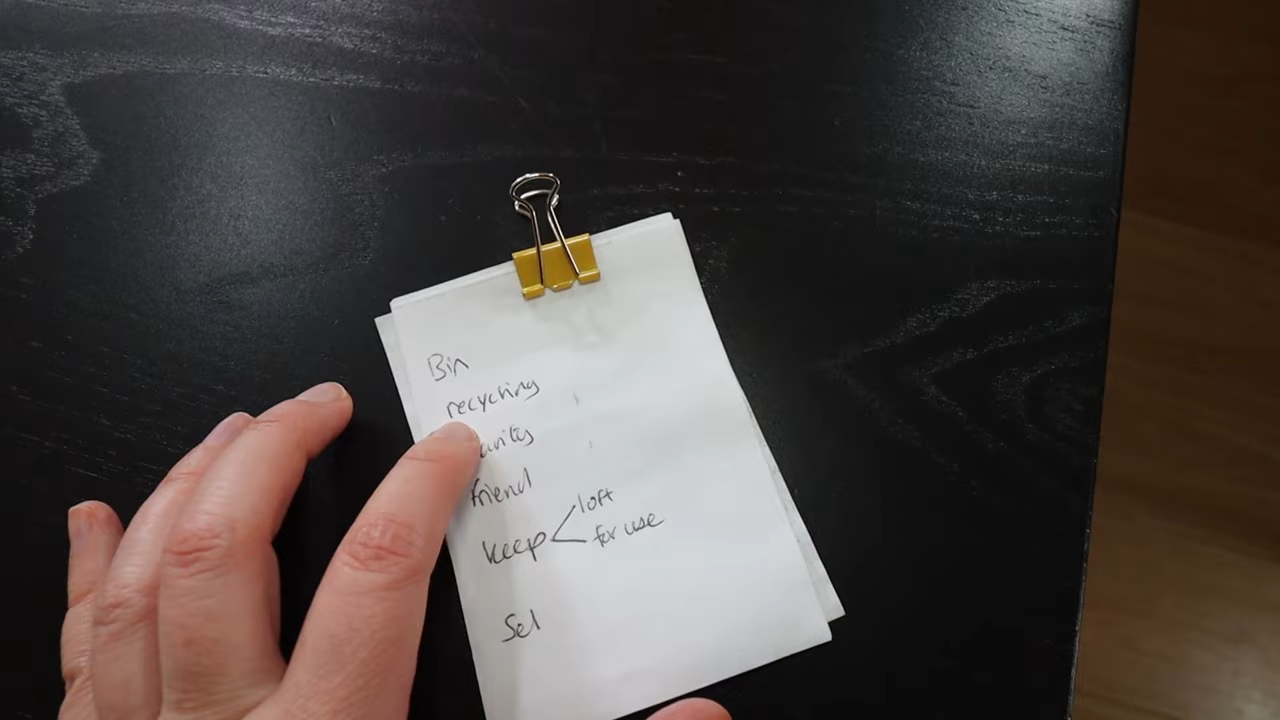 Bin
recycling
friend
keep
loft
for use
Sel